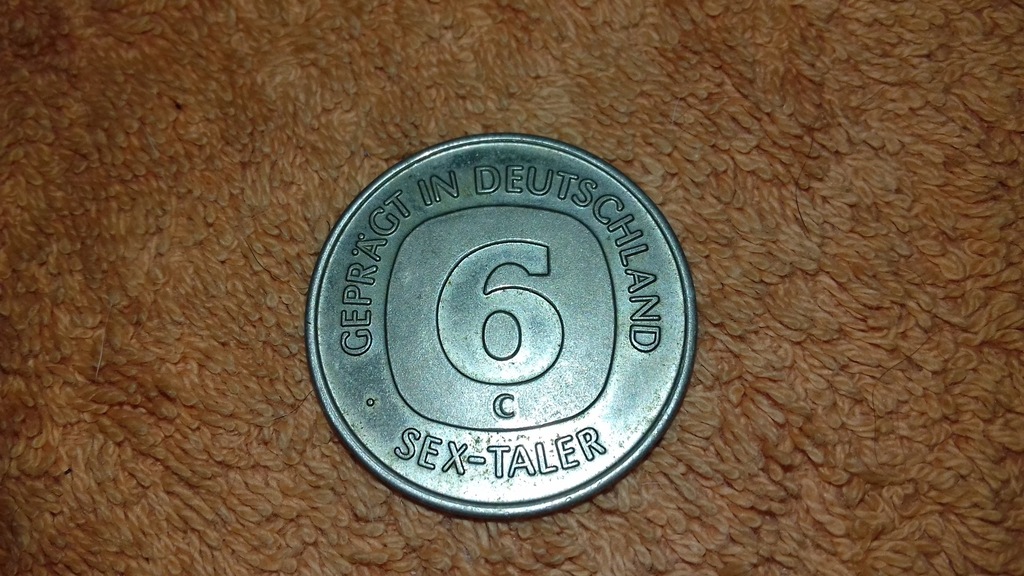 GEPRÄGT IN DEUTSCHLAND
6
C
SEX-TALER